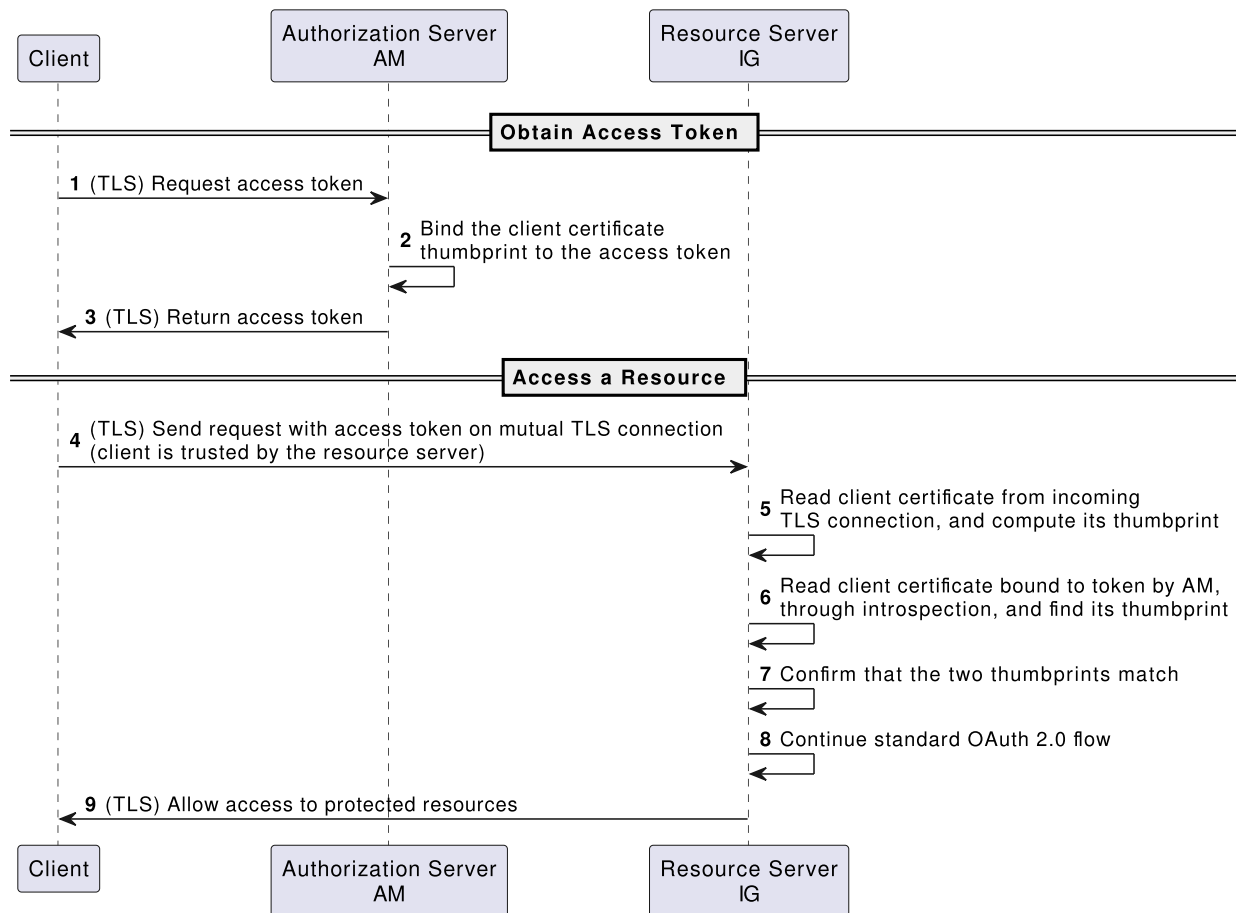 Client
Authorization Server
AM
Resource Server
IG
Obtain Access Token
1 (TLS) Request access token
2 Bind the client certificate
thumbprint to the access token
3 (TLS) Return access token
Access a Resource
4 (TLS) Send request with access token on mutual TLS connection
(client is trusted by the resource server)
5 Read client certificate from incoming
TLS connection, and compute its thumbprint
6 Read client certificate bound to token by AM,
through introspection, and find its thumbprint
7 Confirm that the two thumbprints match
8 Continue standard OAuth 2.0 flow
9 (TLS) Allow access to protected resources
Client
Authorization Server
AM
Resource Server
IG